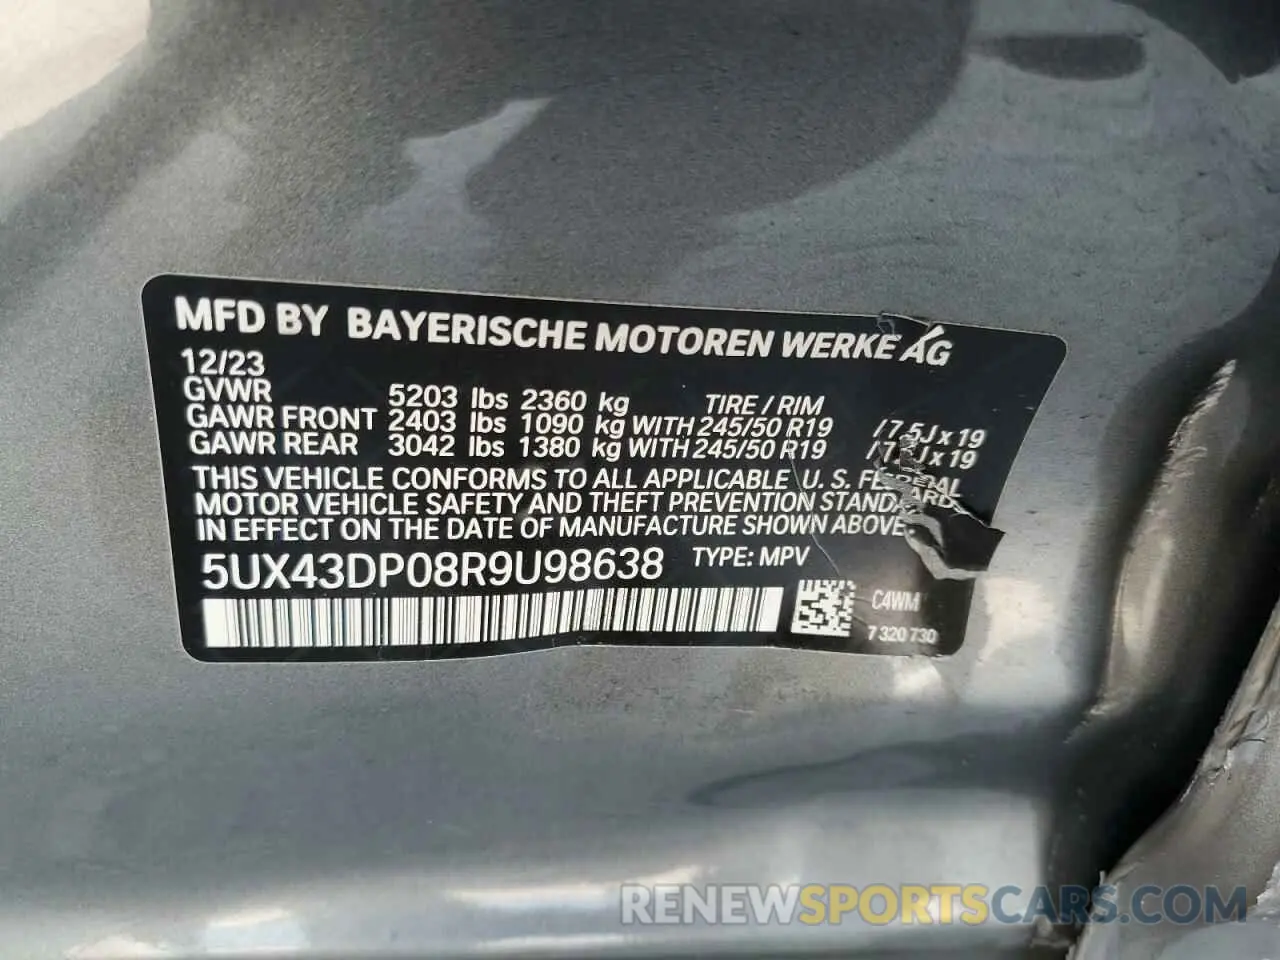 MFD BY BAYERISCHE MOTOREN WERKE AG
12/23
GVWR 5203 lbs 2360 kg TIRE / RIM
GAWR FRONT 2403 lbs 1090 kg WITH 245/50 R19 / 7.5J x 19
GAWR REAR 3042 lbs 1380 kg WITH 245/50 R19 / 7.5J x 19
THIS VEHICLE CONFORMS TO ALL APPLICABLE U. S. FEDERAL
MOTOR VEHICLE SAFETY AND THEFT PREVENTION STANDARDS
IN EFFECT ON THE DATE OF MANUFACTURE SHOWN ABOVE.
5UX43DP08R9U98638 TYPE: MPV
C4WM
7 320 730
RENEWSPORTSCARS.COM